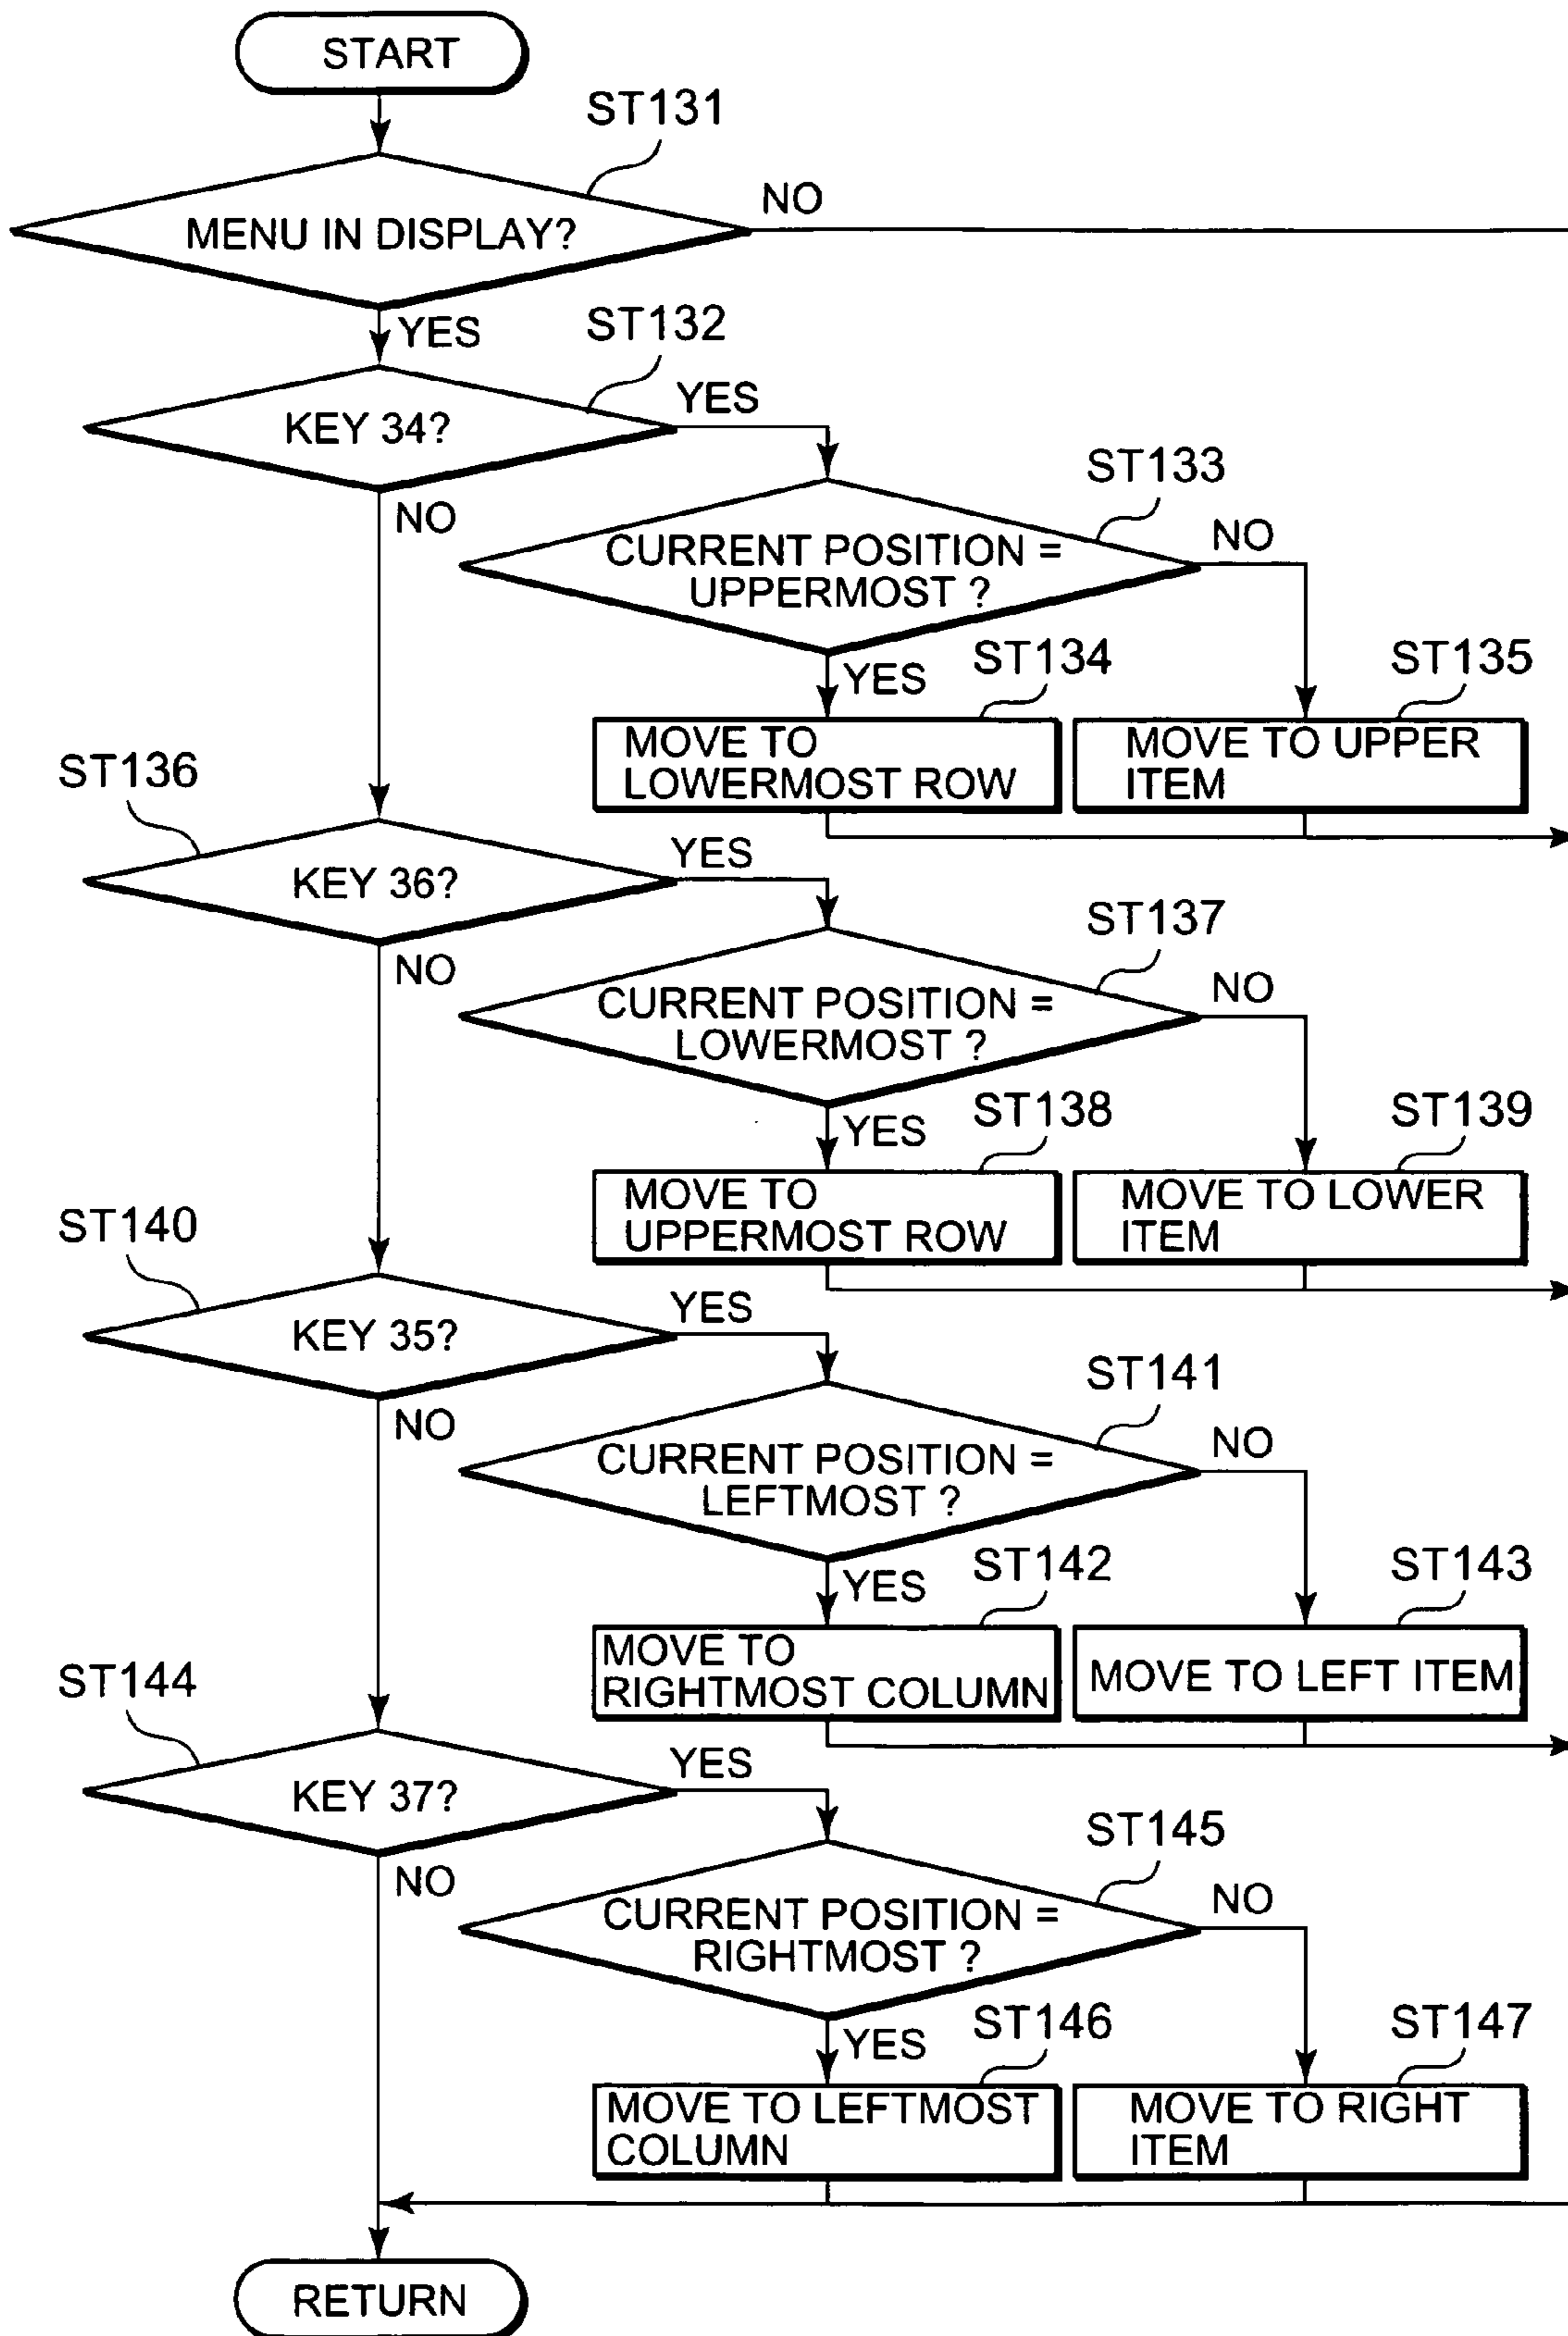 START
ST131
NO
MENU IN DISPLAY?
YES
ST132
YES
KEY 34?
NO
ST133
NO
CURRENT POSITION =
UPPERMOST ?
YES
ST134
ST135
MOVE TO
LOWERMOST ROW
MOVE TO UPPER
ITEM
ST136
YES
KEY 36?
NO
ST137
NO
CURRENT POSITION =
LOWERMOST ?
YES
ST138
ST139
MOVE TO
UPPERMOST ROW
MOVE TO LOWER
ITEM
ST140
YES
KEY 35?
NO
ST141
NO
CURRENT POSITION =
LEFTMOST ?
YES
ST142
ST143
MOVE TO
RIGHTMOST COLUMN
MOVE TO LEFT ITEM
ST144
YES
KEY 37?
NO
ST145
NO
CURRENT POSITION =
RIGHTMOST ?
YES
ST146
ST147
MOVE TO LEFTMOST
COLUMN
MOVE TO RIGHT
ITEM
RETURN